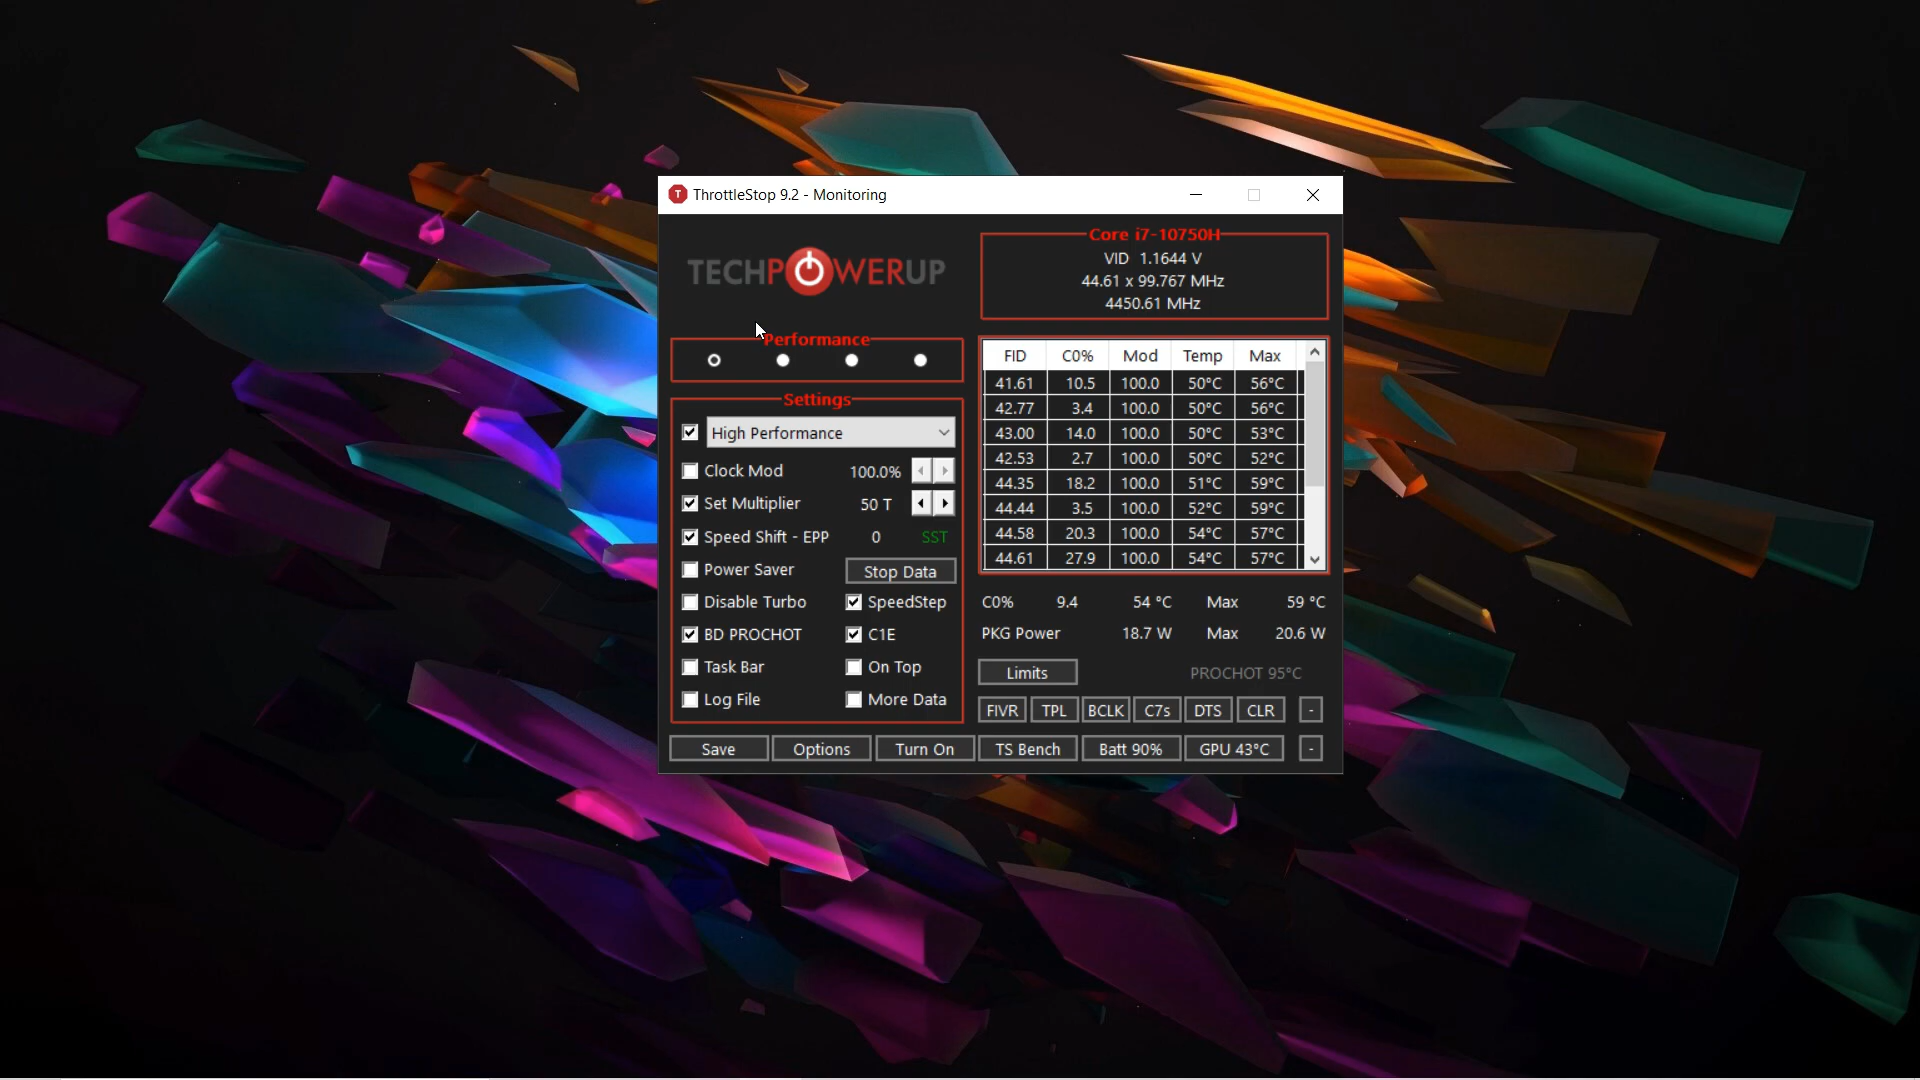 ThrottleStop 9.2 - Monitoring
TECHPOWERUP
Core i7-10750H
VID 1.1644 V
44.61 x 99.767 MHz
4450.61 MHz
Performance
Settings
High Performance
Clock Mod 100.0%
Set Multiplier 50 T
Speed Shift - EPP 0 SST
Power Saver Stop Data
Disable Turbo SpeedStep
BD PROCHOT C1E
Task Bar On Top
Log File More Data
FID C0% Mod Temp Max
41.61 10.5 100.0 50°C 56°C
42.77 3.4 100.0 50°C 56°C
43.00 14.0 100.0 50°C 53°C
42.53 2.7 100.0 50°C 52°C
44.35 18.2 100.0 51°C 59°C
44.44 3.5 100.0 52°C 59°C
44.58 20.3 100.0 54°C 57°C
44.61 27.9 100.0 54°C 57°C
C0% 9.4 54 °C Max 59 °C
PKG Power 18.7 W Max 20.6 W
Limits PROCHOT 95°C
FIVR TPL BCLK C7s DTS CLR -
Save Options Turn On TS Bench Batt 90% GPU 43°C -